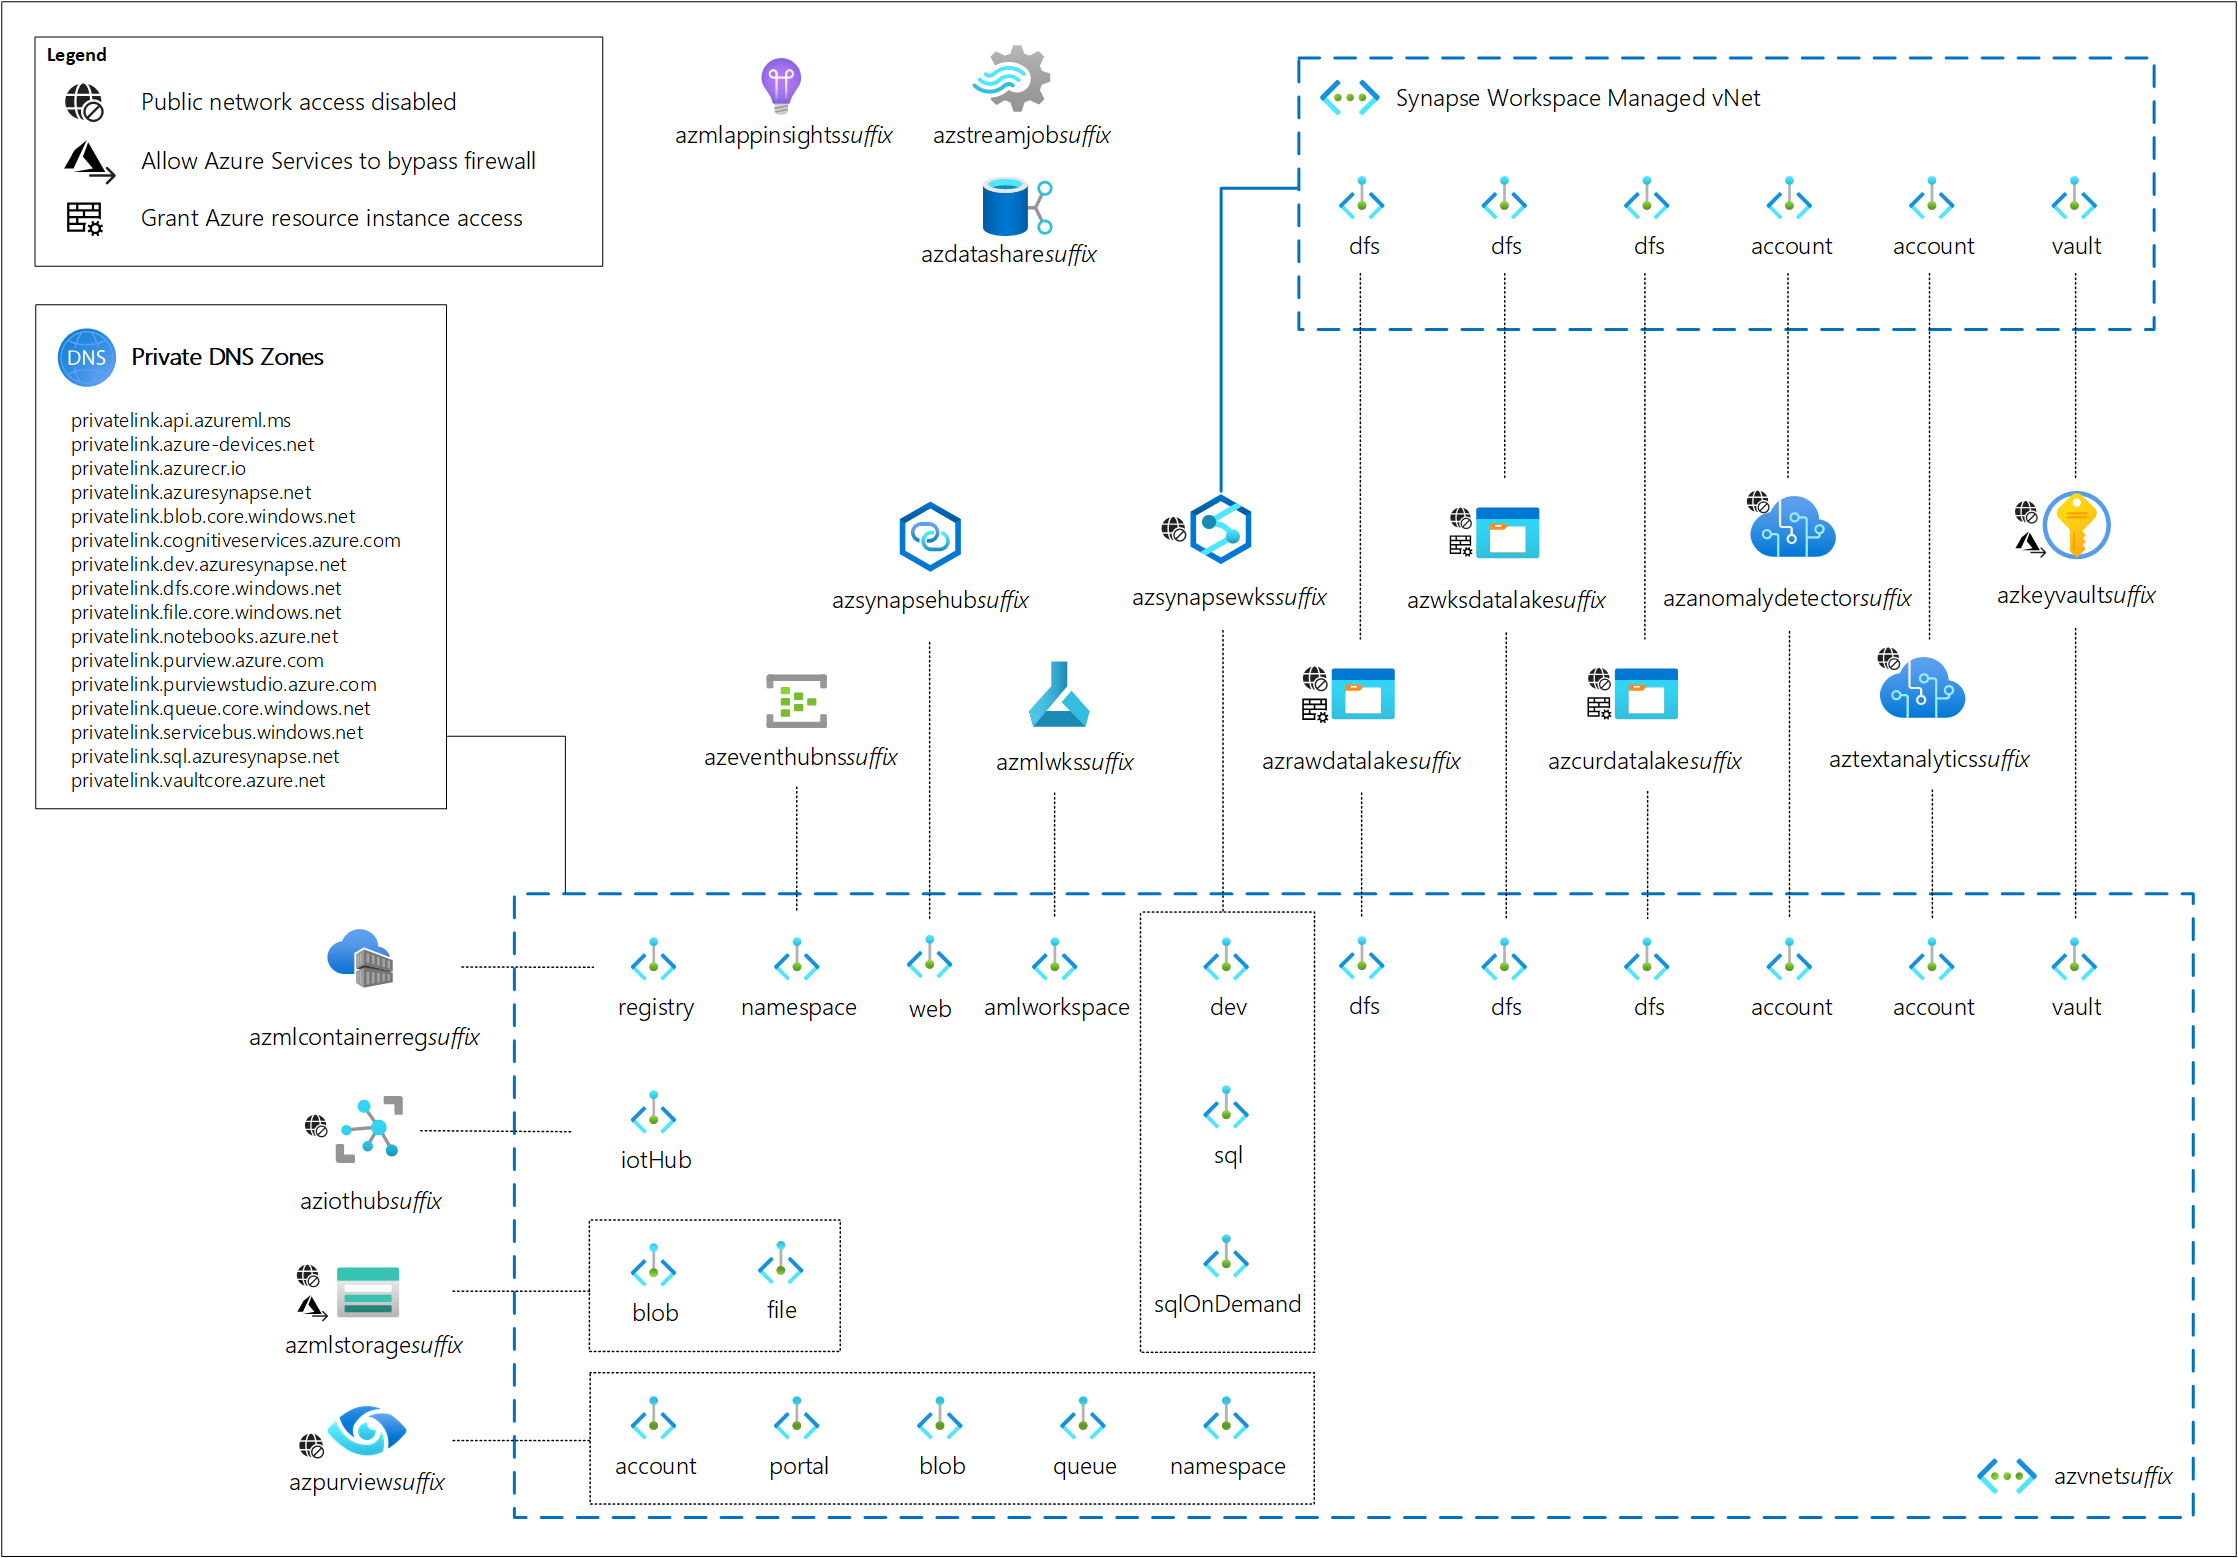 Legend
Public network access disabled
Allow Azure Services to bypass firewall
Grant Azure resource instance access
azmlappinsightssuffix
azstreamjobsuffix
azdatasharesuffix
Synapse Workspace Managed vNet
dfs
dfs
dfs
account
account
vault
DNS
Private DNS Zones
privatelink.api.azureml.ms
privatelink.azure-devices.net
privatelink.azurecr.io
privatelink.azuresynapse.net
privatelink.blob.core.windows.net
privatelink.cognitiveservices.azure.com
privatelink.dev.azuresynapse.net
privatelink.dfs.core.windows.net
privatelink.file.core.windows.net
privatelink.notebooks.azure.net
privatelink.purview.azure.com
privatelink.purviewstudio.azure.com
privatelink.queue.core.windows.net
privatelink.servicebus.windows.net
privatelink.sql.azuresynapse.net
privatelink.vaultcore.azure.net
azsynapsehubsuffix
azsynapsewkssuffix
azwksdatalakesuffix
azanomalydetectorsuffix
azkeyvaultsuffix
azeventhubnssuffix
azmlwkssuffix
azrawdatalakesuffix
azcurdatalakesuffix
aztextanalyticssuffix
azmlcontainerregsuffix
registry
namespace
web
amlworkspace
dev
dfs
dfs
dfs
account
account
vault
aziothubsuffix
iotHub
sql
azmlstoragesuffix
blob
file
sqlOnDemand
azpurviewsuffix
account
portal
blob
queue
namespace
azvnetsuffix